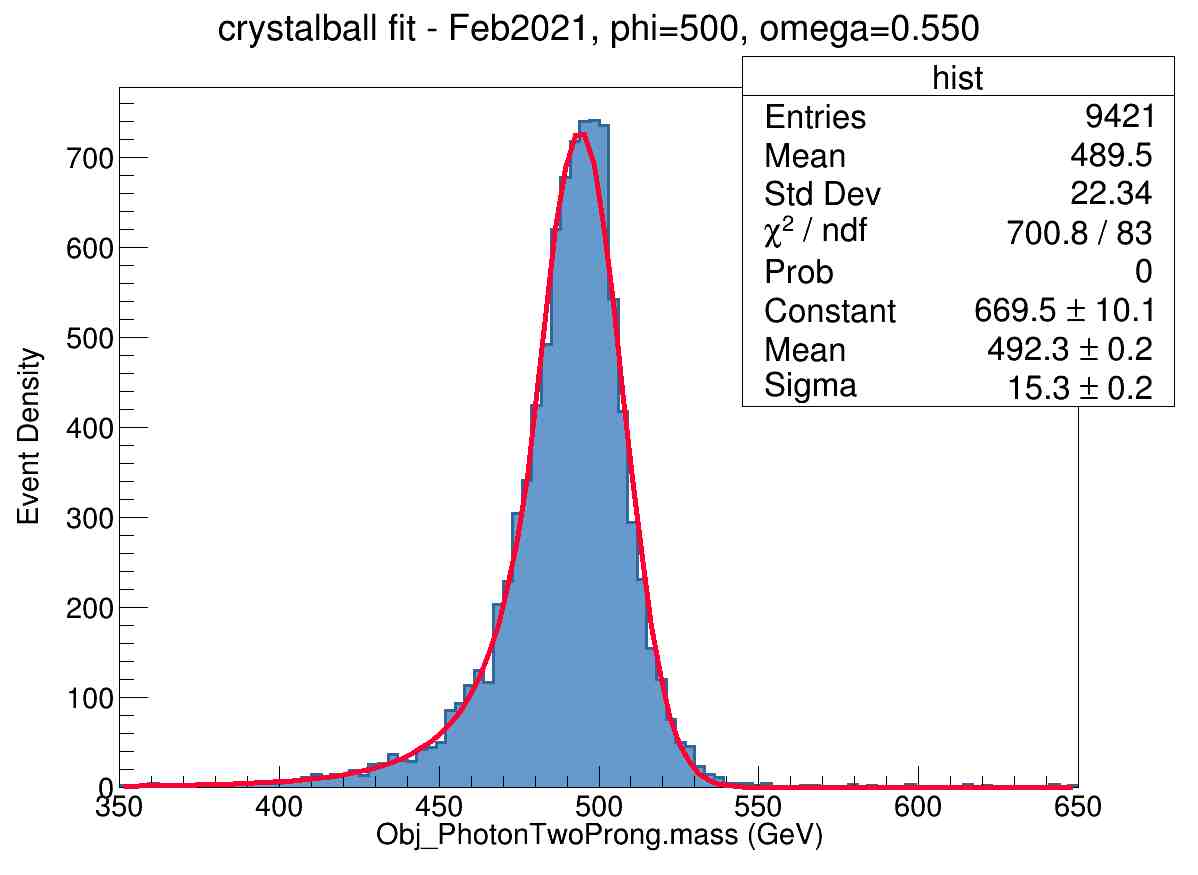 crystalball fit - Feb2021, phi=500, omega=0.550
hist
Entries 9421
Mean 489.5
Std Dev 22.34
χ² / ndf 700.8 / 83
Prob 0
Constant 669.5 ± 10.1
Mean 492.3 ± 0.2
Sigma 15.3 ± 0.2
Event Density
700
600
500
400
300
200
100
0
350 400 450 500 550 600 650
Obj_PhotonTwoProng.mass (GeV)